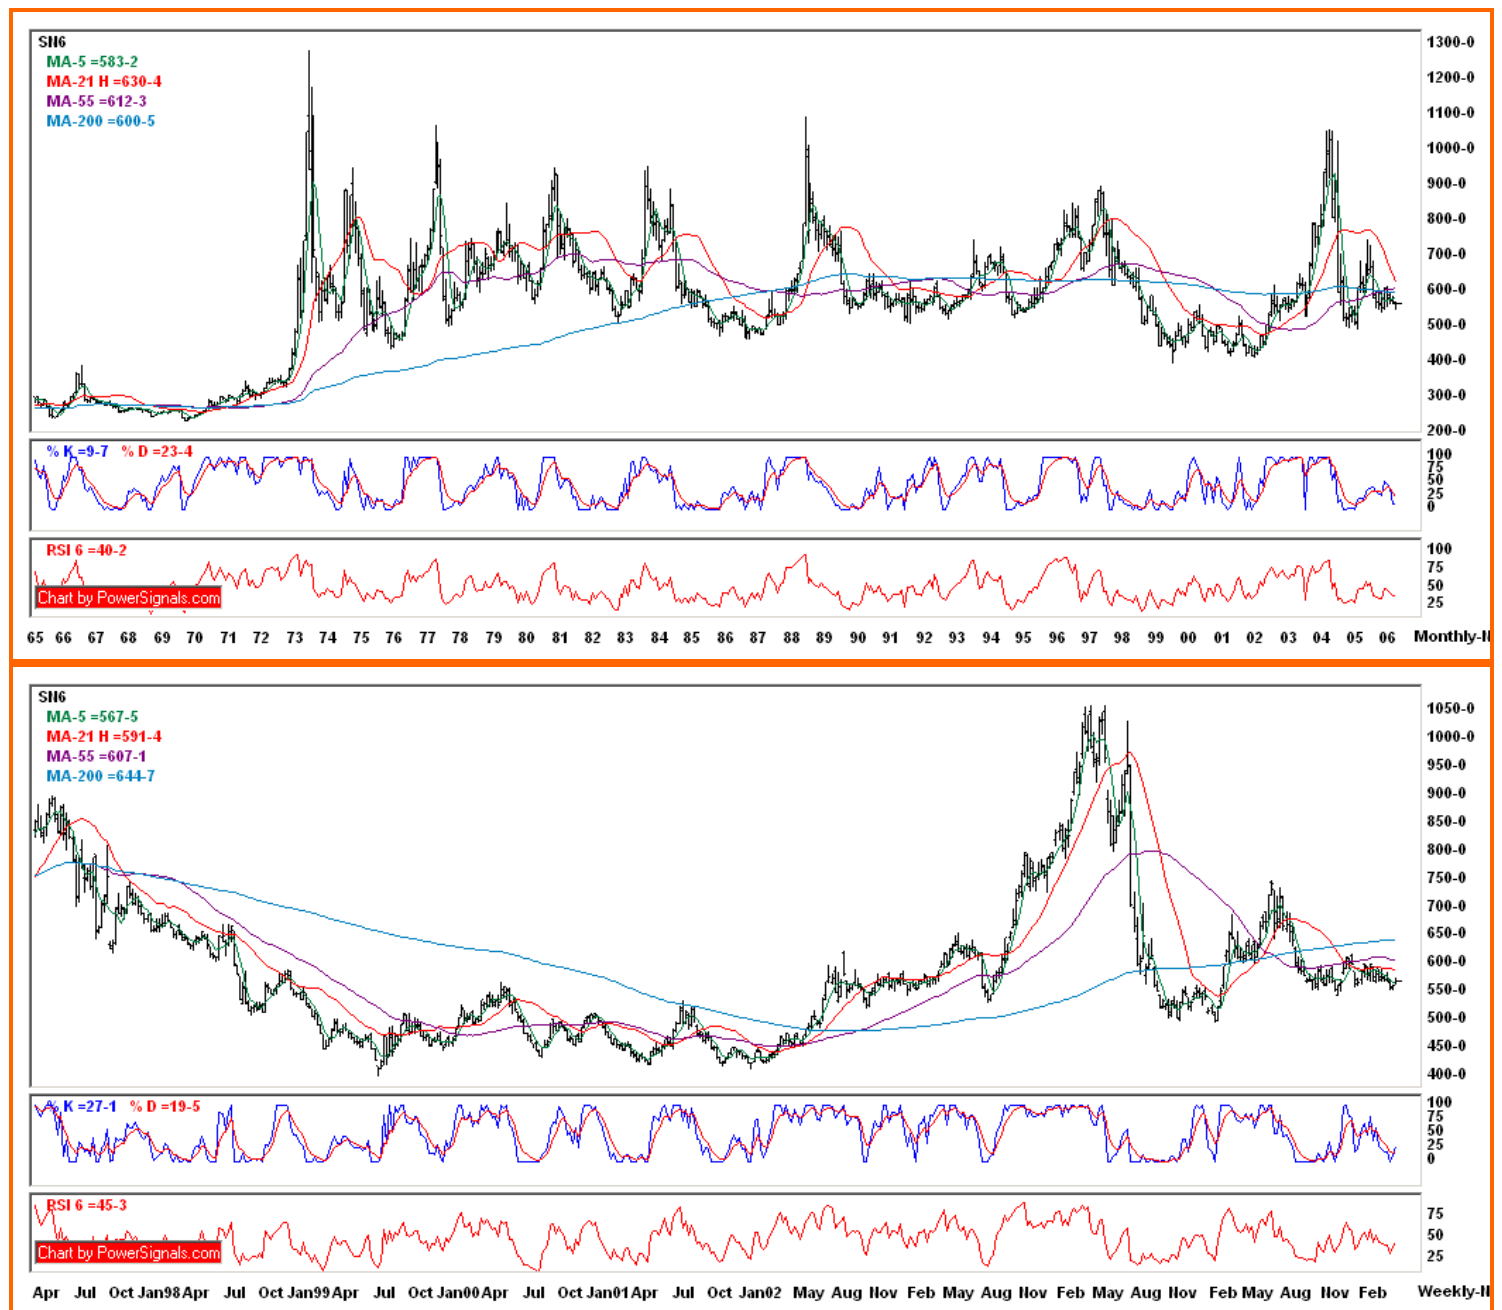 SN6
MA-5 =583-2
MA-21 H =630-4
MA-55 =612-3
MA-200 =600-5
1300-0
1200-0
1100-0
1000-0
900-0
800-0
700-0
600-0
500-0
400-0
300-0
200-0
% K =9-7 % D =23-4
100
75
50
25
0
RSI 6 =40-2
100
75
50
25
Chart by PowerSignals.com
65 66 67 68 69 70 71 72 73 74 75 76 77 78 79 80 81 82 83 84 85 86 87 88 89 90 91 92 93 94 95 96 97 98 99 00 01 02 03 04 05 06 Monthly-N
SN6
MA-5 =567-5
MA-21 H =591-4
MA-55 =607-1
MA-200 =644-7
1050-0
1000-0
950-0
900-0
850-0
800-0
750-0
700-0
650-0
600-0
550-0
500-0
450-0
400-0
% K =27-1 % D =19-5
100
75
50
25
0
RSI 6 =45-3
75
50
25
Chart by PowerSignals.com
Apr Jul Oct Jan98 Apr Jul Oct Jan99 Apr Jul Oct Jan00 Apr Jul Oct Jan01 Apr Jul Oct Jan02 May Aug Nov Feb May Aug Nov Feb May Aug Nov Feb May Aug Nov Feb Weekly-N